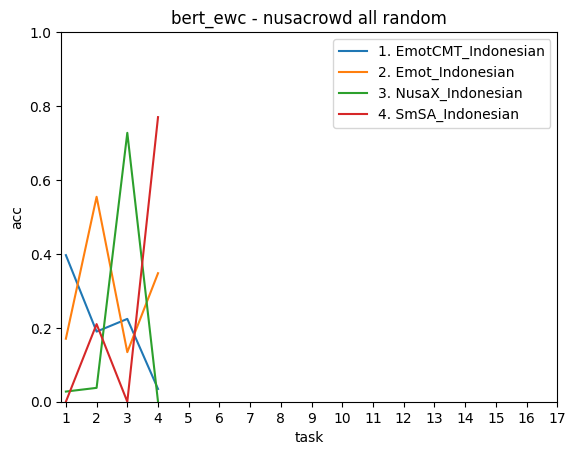 bert_ewc - nusacrowd all random
1.0
0.8
0.6
0.4
0.2
0.0
acc
1. EmotCMT_Indonesian
2. Emot_Indonesian
3. NusaX_Indonesian
4. SmSA_Indonesian
1 2 3 4 5 6 7 8 9 10 11 12 13 14 15 16 17
task